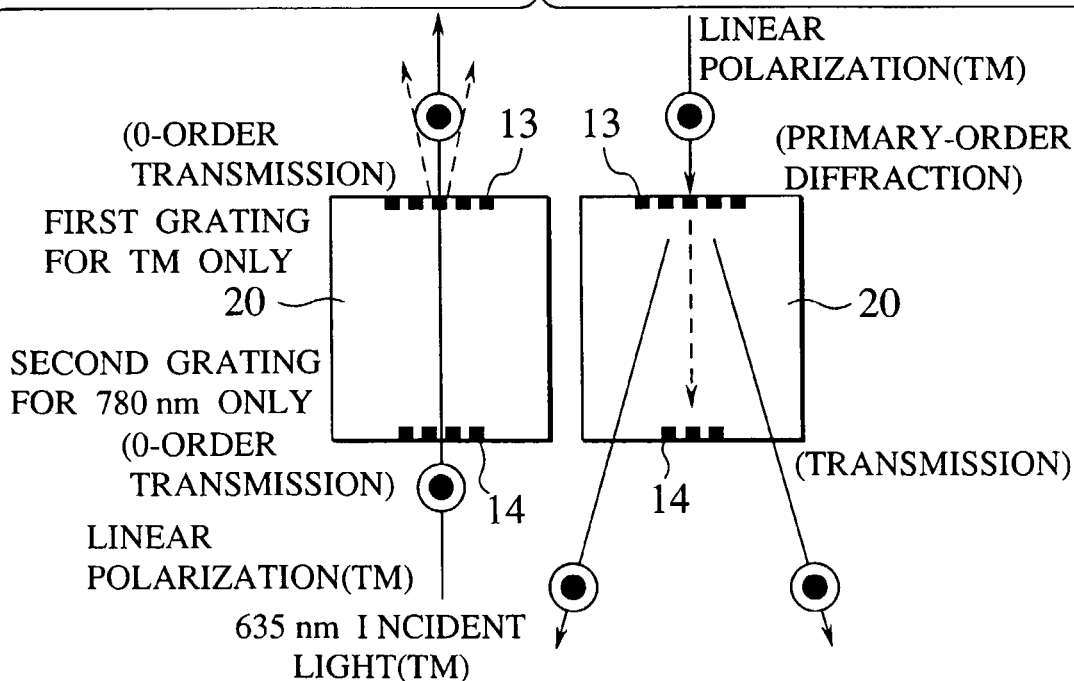 LINEAR
POLARIZATION(TM)
(0-ORDER
TRANSMISSION)
13
13
(PRIMARY-ORDER
DIFFRACTION)
FIRST GRATING
FOR TM ONLY
20
20
SECOND GRATING
FOR 780 nm ONLY
(0-ORDER
TRANSMISSION)
14
14
(TRANSMISSION)
LINEAR
POLARIZATION(TM)
635 nm I NCIDENT
LIGHT(TM)